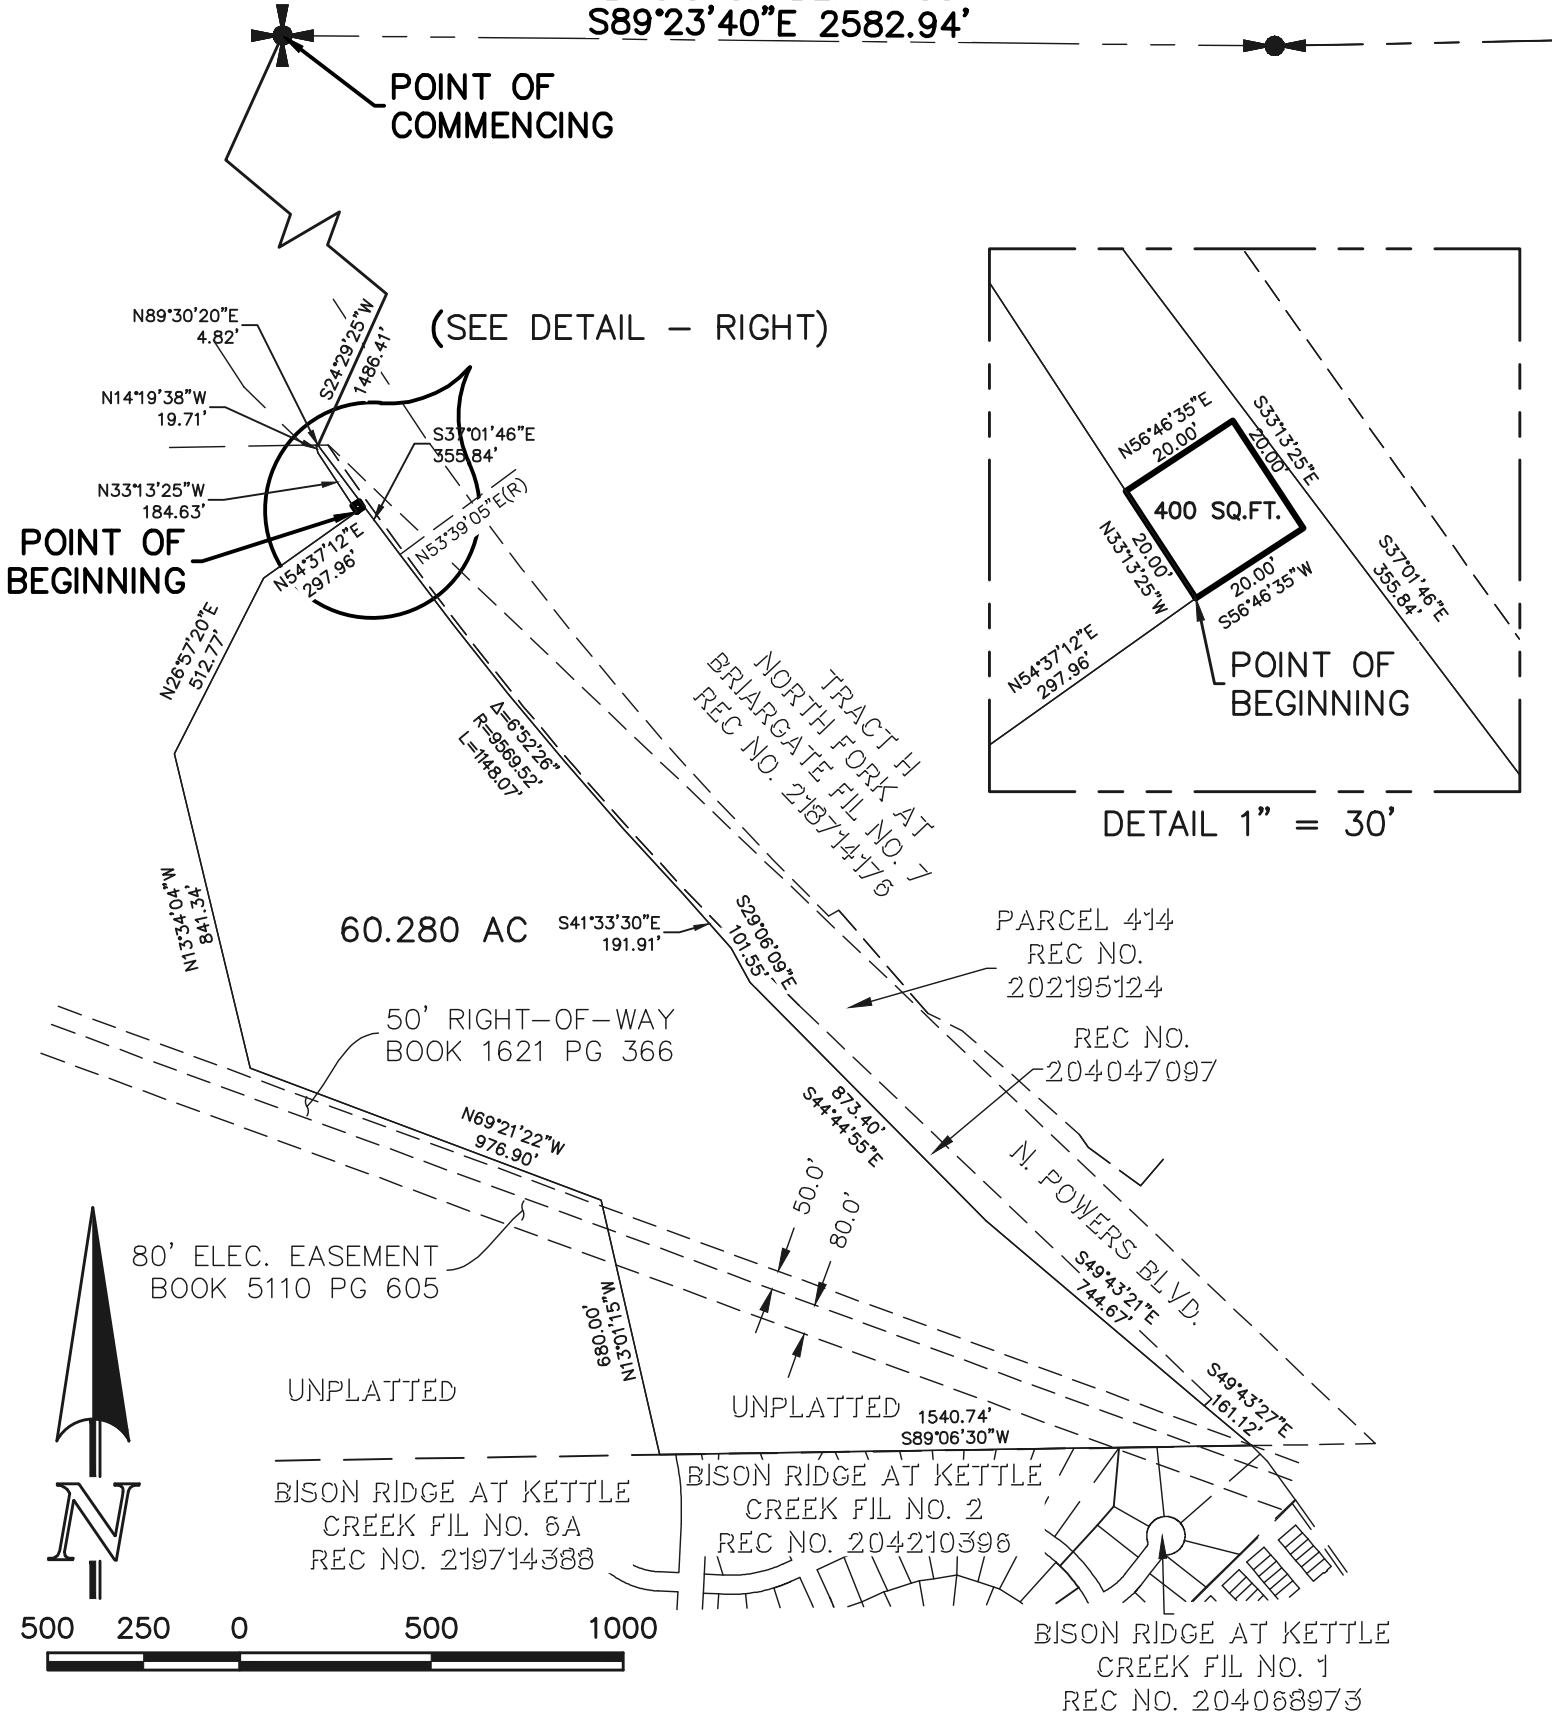 S89°23'40"E 2582.94'
POINT OF
COMMENCING
N89°30'20"E
4.82'
S24°29'25"W
1486.41'
(SEE DETAIL – RIGHT)
N14°19'38"W
19.71'
S37°01'46"E
355.84'
N33°13'25"W
184.63'
N53°39'05"E(R)
POINT OF
BEGINNING
N54°37'12"E
297.96'
N26°57'20"E
512.77'
N56°46'35"E
20.00'
S33°13'25"E
20.00'
400 SQ.FT.
20.00'
N33°13'25"W
20.00'
S56°46'35"W
S37°01'46"E
355.84'
N54°37'12"E
297.96'
POINT OF
BEGINNING
DETAIL 1" = 30'
Δ=6°52'26"
R=9569.52'
L=1148.07'
TRACT H
NORTH FORK AT
BRIARGATE FIL NO. 7
REC NO. 218714176
N13°34'04"W
841.34'
60.280 AC
S41°33'30"E
191.91'
S29°06'09"E
101.55'
PARCEL 414
REC NO.
202195124
50' RIGHT–OF–WAY
BOOK 1621 PG 366
REC NO.
204047097
873.40'
S44°44'55"E
N69°21'22"W
976.90'
N. POWERS BLVD.
50.0'
80.0'
80' ELEC. EASEMENT
BOOK 5110 PG 605
S49°43'21"E
744.67'
680.00'
N13°01'15"W
UNPLATTED
UNPLATTED
S49°43'27"E
161.12'
1540.74'
S89°06'30"W
BISON RIDGE AT KETTLE
CREEK FIL NO. 6A
REC NO. 219714388
BISON RIDGE AT KETTLE
CREEK FIL NO. 2
REC NO. 204210396
N
500 250 0 500 1000
BISON RIDGE AT KETTLE
CREEK FIL NO. 1
REC NO. 204068973